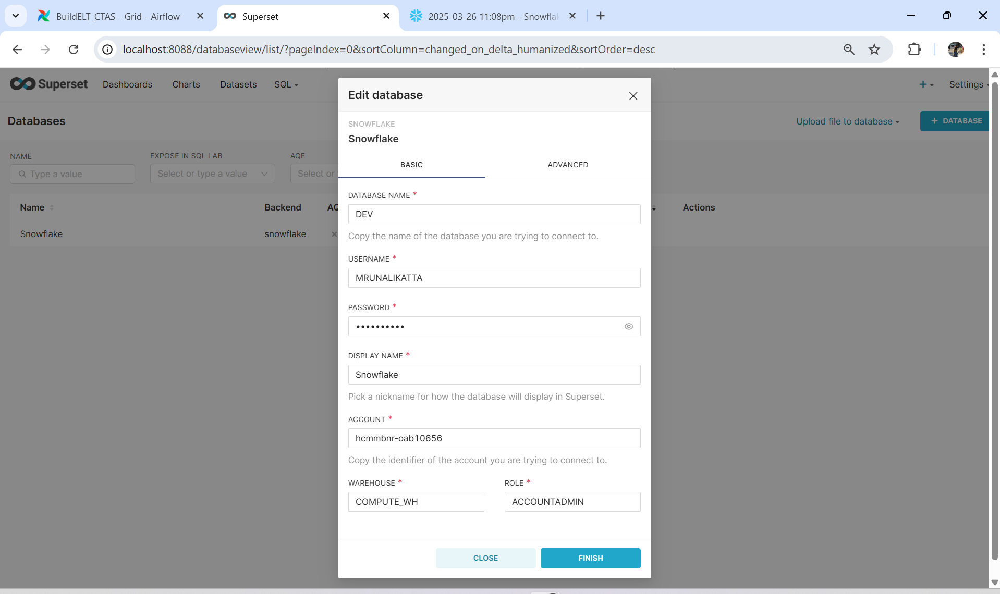 BuildELT_CTAS - Grid - Airflow
Superset
2025-03-26 11:08pm - Snowfla
localhost:8088/databaseview/list/?pageIndex=0&sortColumn=changed_on_delta_humanized&sortOrder=desc
Superset Dashboards Charts Datasets SQL
Settings
Databases
Upload file to database
+ DATABASE
NAME
Type a value
EXPOSE IN SQL LAB
Select or type a value
AQE
Select or
Name Backend AQ Actions
Snowflake snowflake
Edit database
SNOWFLAKE
Snowflake
BASIC ADVANCED
DATABASE NAME *
DEV
Copy the name of the database you are trying to connect to.
USERNAME *
MRUNALIKATTA
PASSWORD *
••••••••••
DISPLAY NAME *
Snowflake
Pick a nickname for how the database will display in Superset.
ACCOUNT *
hcmmbnr-oab10656
Copy the identifier of the account you are trying to connect to.
WAREHOUSE * ROLE *
COMPUTE_WH ACCOUNTADMIN
CLOSE FINISH